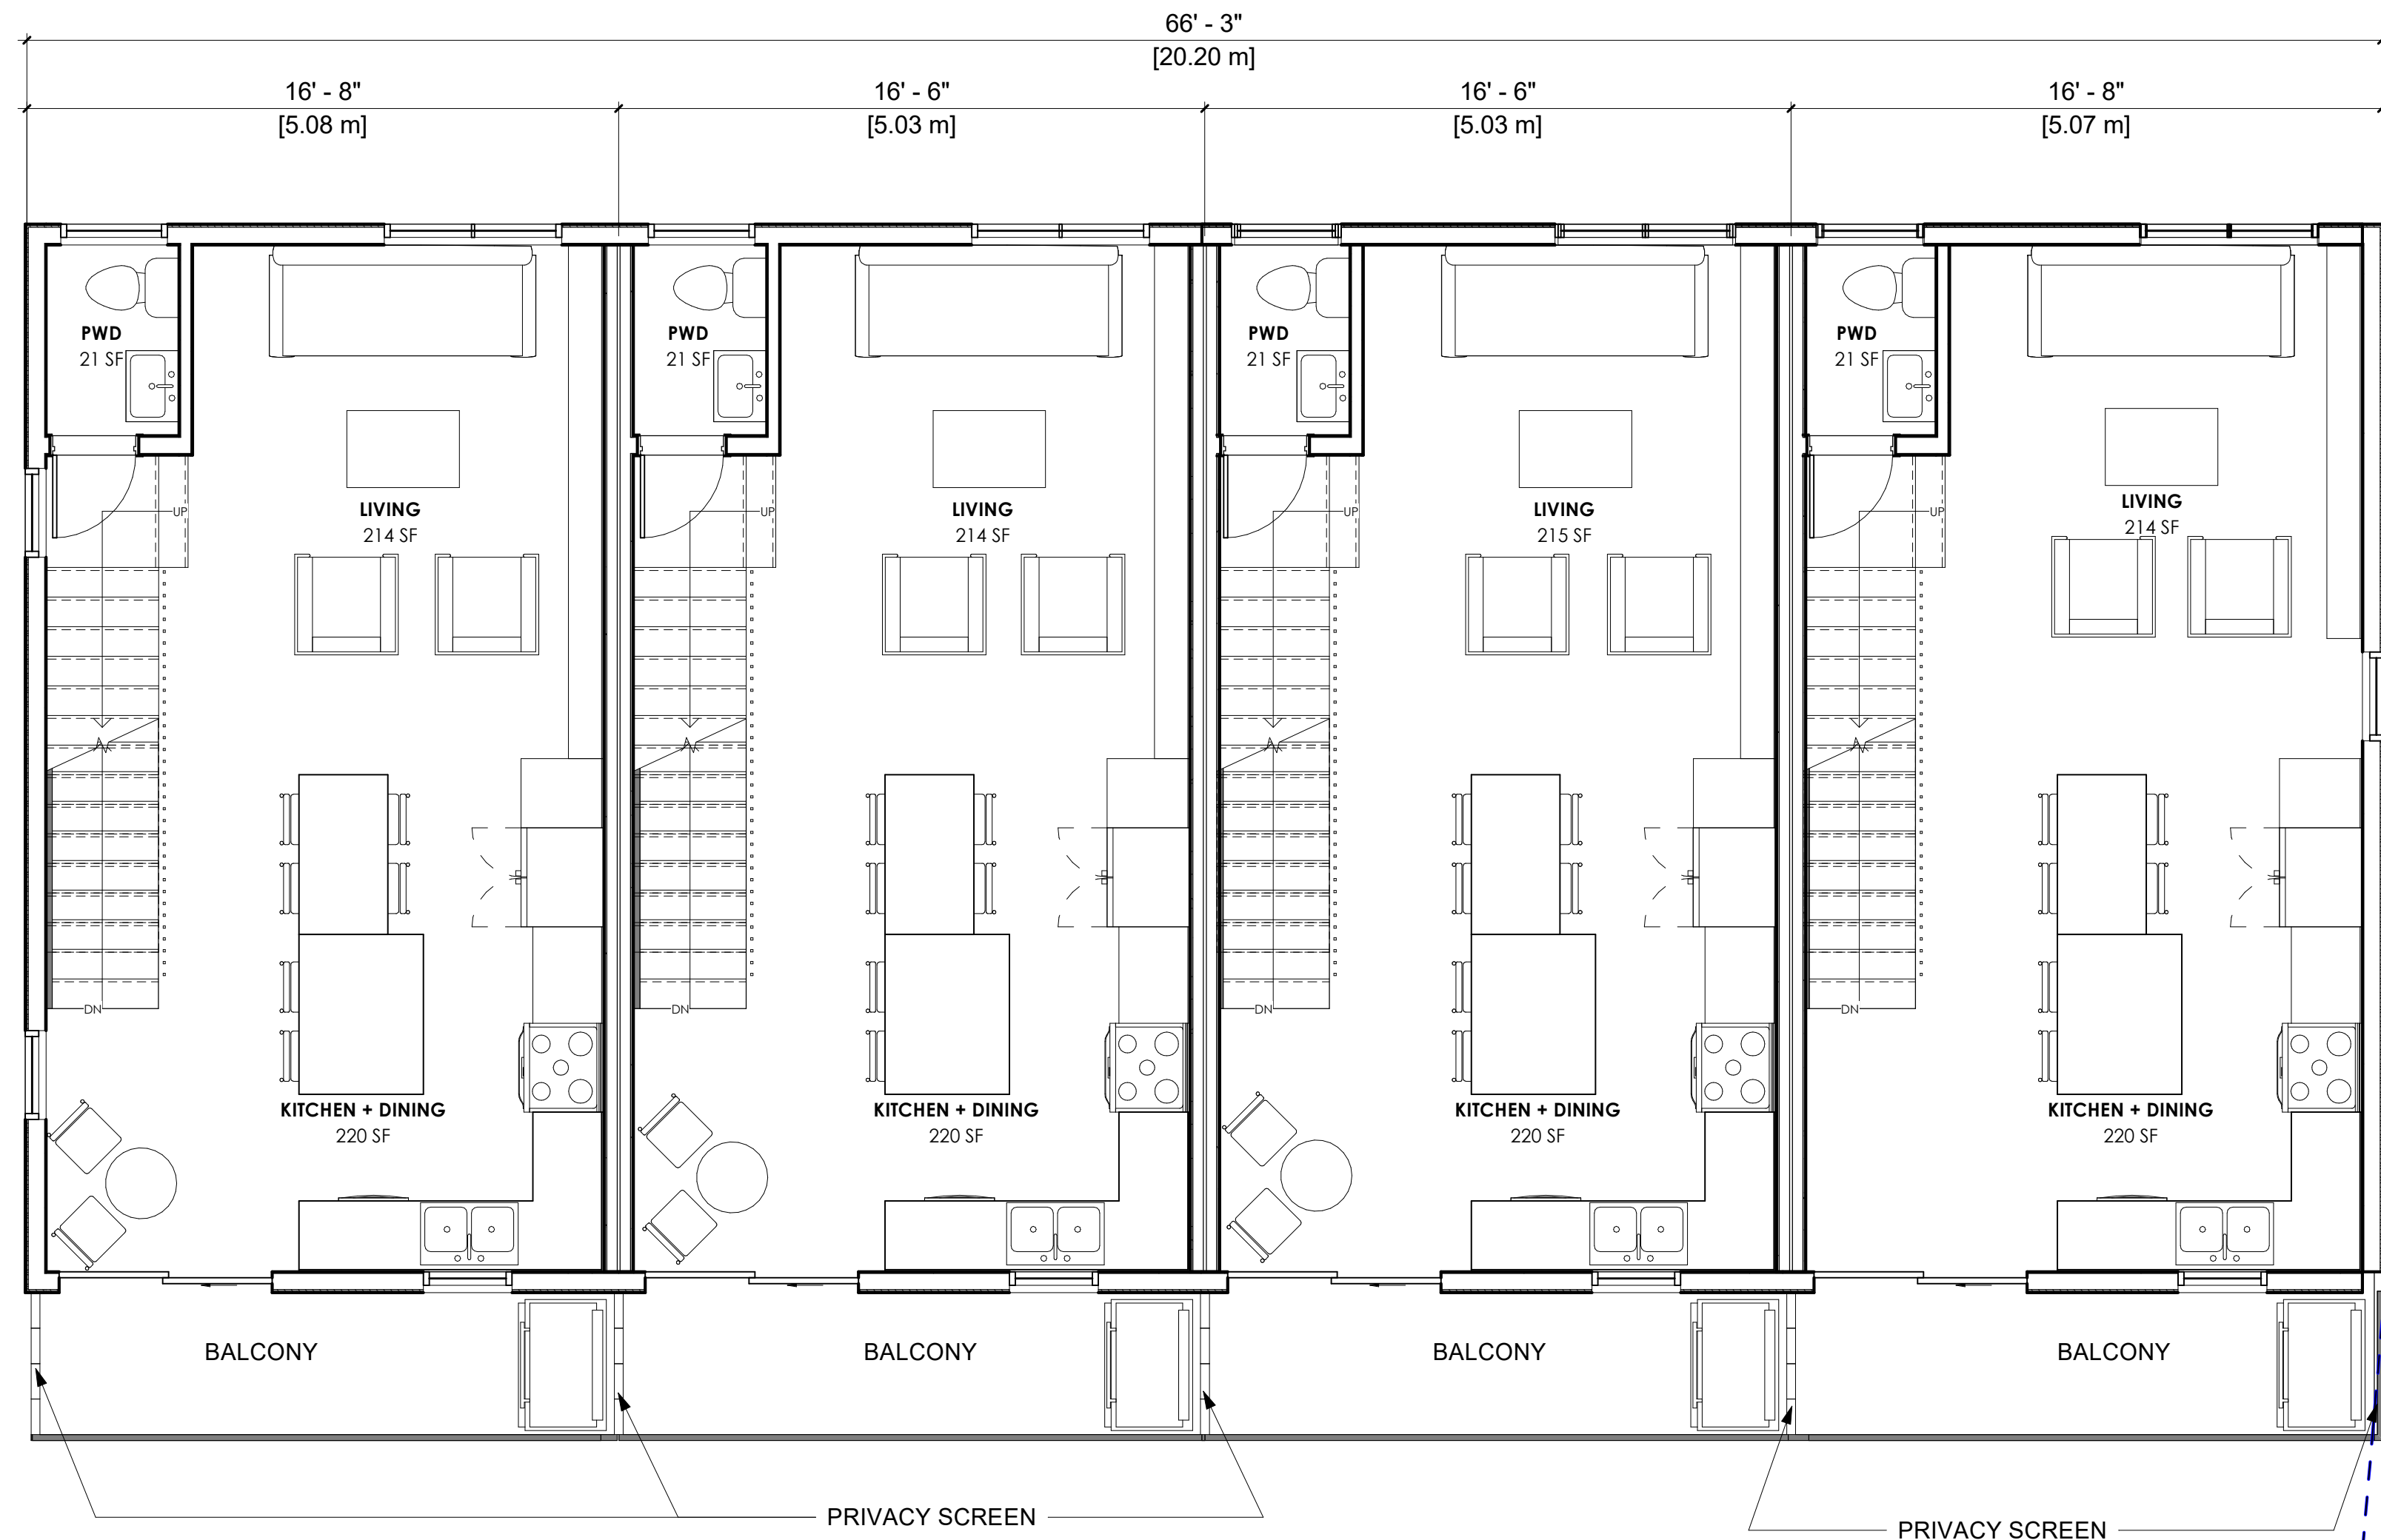 66' - 3"
[20.20 m]
16' - 8"
16' - 6"
16' - 6"
16' - 8"
[5.08 m]
[5.03 m]
[5.03 m]
[5.07 m]
PWD
21 SF
PWD
21 SF
PWD
21 SF
PWD
21 SF
LIVING
214 SF
LIVING
214 SF
LIVING
215 SF
LIVING
214 SF
UP
UP
UP
UP
DN
DN
DN
DN
KITCHEN + DINING
220 SF
KITCHEN + DINING
220 SF
KITCHEN + DINING
220 SF
KITCHEN + DINING
220 SF
BALCONY
BALCONY
BALCONY
BALCONY
PRIVACY SCREEN
PRIVACY SCREEN